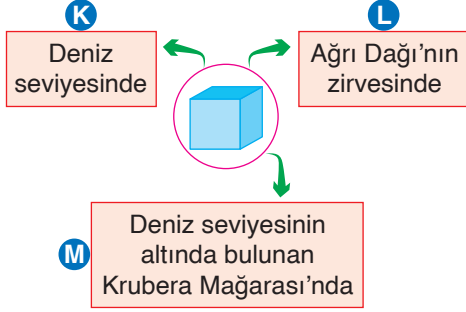 K
Deniz
seviyesinde
L
Ağrı Dağı’nın
zirvesinde
M
Deniz seviyesinin
altında bulunan
Krubera Mağarası’nda